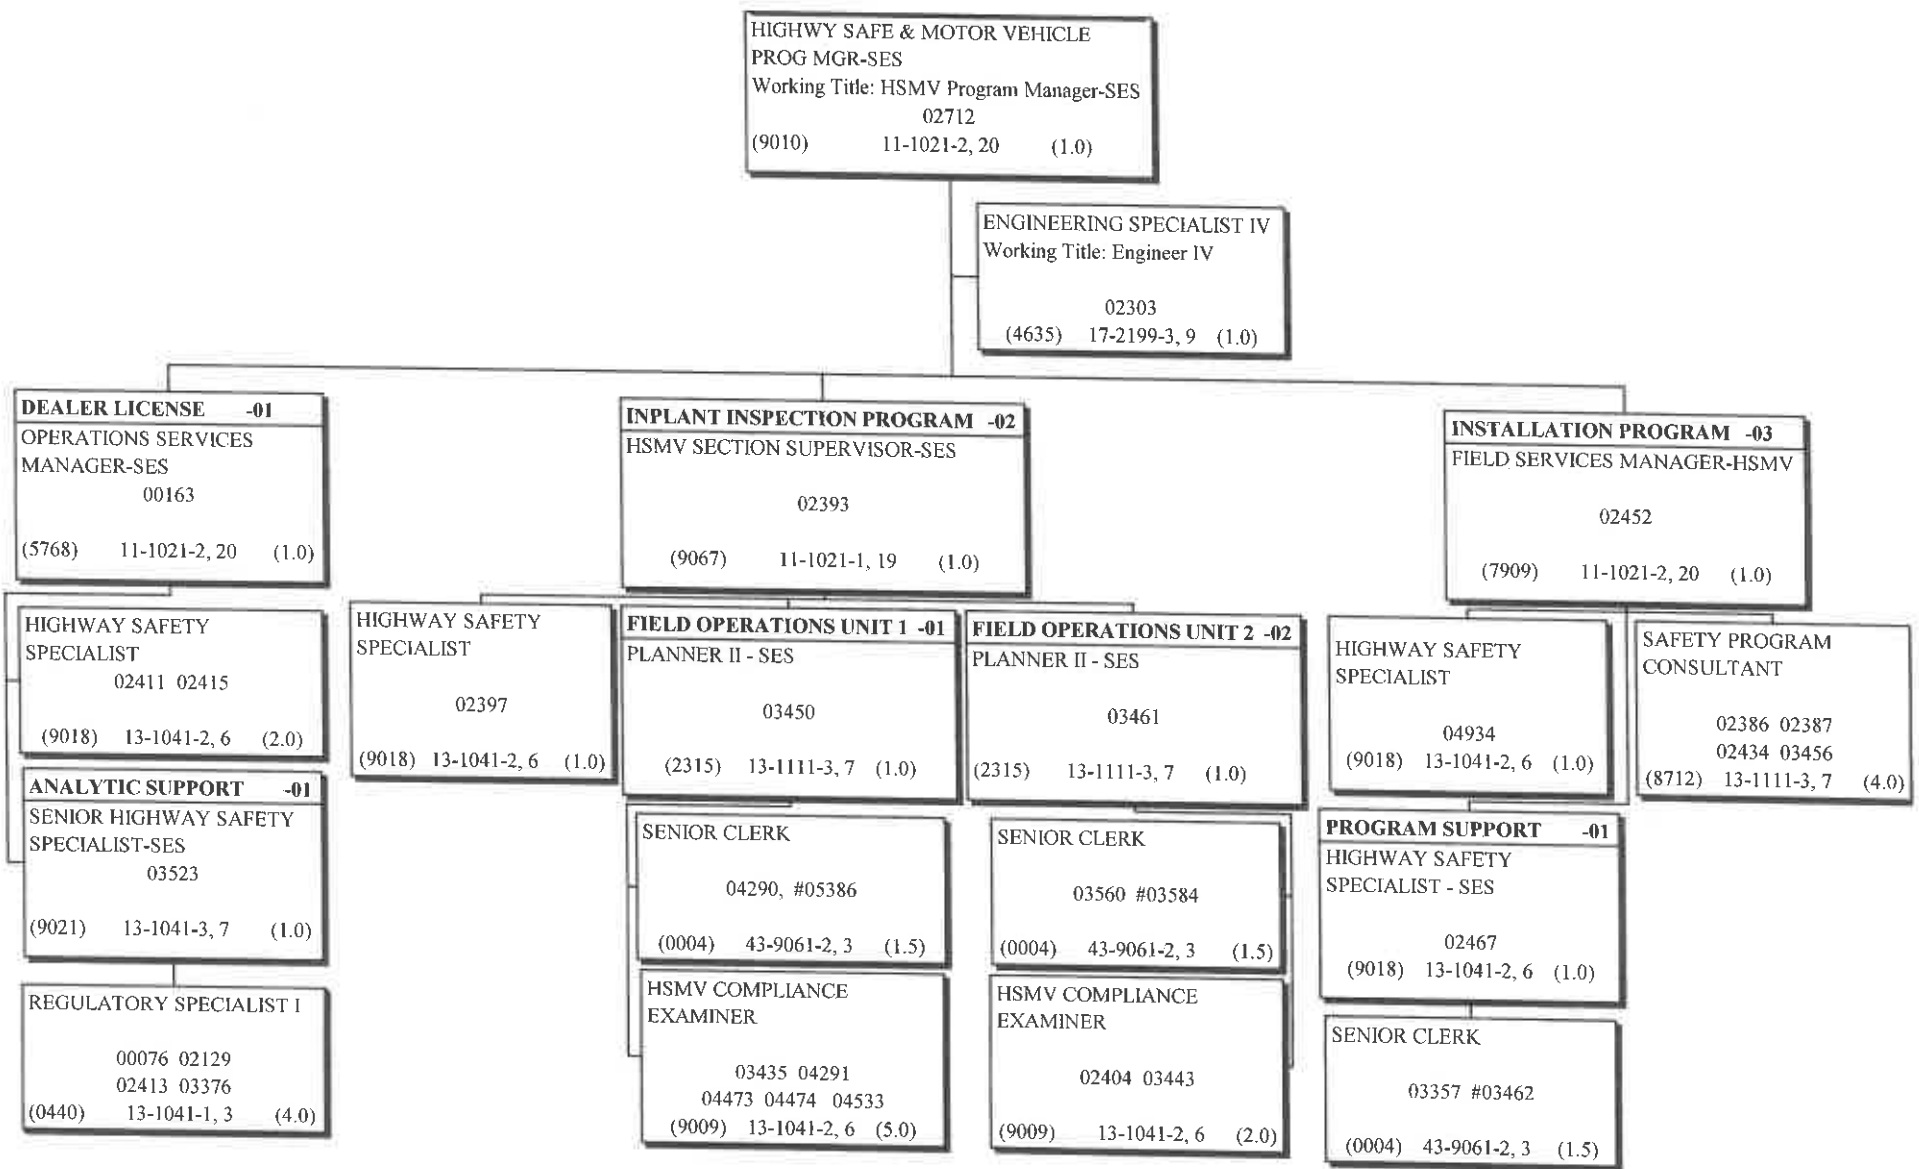 HIGHWY SAFE & MOTOR VEHICLE
PROG MGR-SES
Working Title: HSMV Program Manager-SES
02712
(9010) 11-1021-2, 20 (1.0)
ENGINEERING SPECIALIST IV
Working Title: Engineer IV
02303
(4635) 17-2199-3, 9 (1.0)
DEALER LICENSE -01
OPERATIONS SERVICES
MANAGER-SES
00163
(5768) 11-1021-2, 20 (1.0)
HIGHWAY SAFETY
SPECIALIST
02411 02415
(9018) 13-1041-2, 6 (2.0)
ANALYTIC SUPPORT -01
SENIOR HIGHWAY SAFETY
SPECIALIST-SES
03523
(9021) 13-1041-3, 7 (1.0)
REGULATORY SPECIALIST I
00076 02129
02413 03376
(0440) 13-1041-1, 3 (4.0)
INPLANT INSPECTION PROGRAM -02
HSMV SECTION SUPERVISOR-SES
02393
(9067) 11-1021-1, 19 (1.0)
HIGHWAY SAFETY
SPECIALIST
02397
(9018) 13-1041-2, 6 (1.0)
FIELD OPERATIONS UNIT 1 -01
PLANNER II - SES
03450
(2315) 13-1111-3, 7 (1.0)
SENIOR CLERK
04290, #05386
(0004) 43-9061-2, 3 (1.5)
HSMV COMPLIANCE
EXAMINER
03435 04291
04473 04474 04533
(9009) 13-1041-2, 6 (5.0)
FIELD OPERATIONS UNIT 2 -02
PLANNER II - SES
03461
(2315) 13-1111-3, 7 (1.0)
SENIOR CLERK
03560 #03584
(0004) 43-9061-2, 3 (1.5)
HSMV COMPLIANCE
EXAMINER
02404 03443
(9009) 13-1041-2, 6 (2.0)
INSTALLATION PROGRAM -03
FIELD SERVICES MANAGER-HSMV
02452
(7909) 11-1021-2, 20 (1.0)
HIGHWAY SAFETY
SPECIALIST
04934
(9018) 13-1041-2, 6 (1.0)
SAFETY PROGRAM
CONSULTANT
02386 02387
02434 03456
(8712) 13-1111-3, 7 (4.0)
PROGRAM SUPPORT -01
HIGHWAY SAFETY
SPECIALIST - SES
02467
(9018) 13-1041-2, 6 (1.0)
SENIOR CLERK
03357 #03462
(0004) 43-9061-2, 3 (1.5)